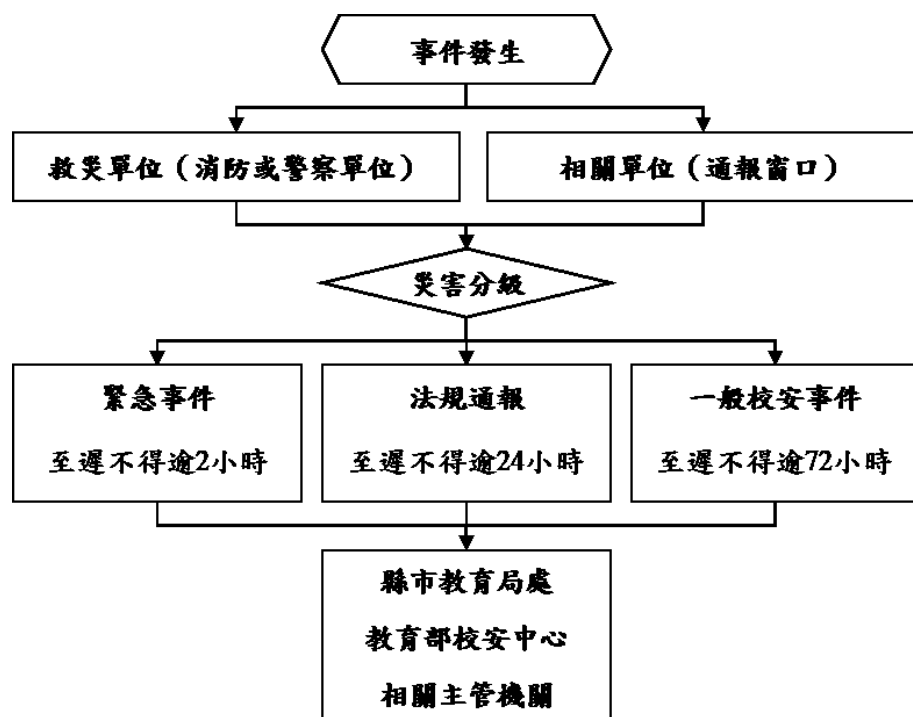 事件發生
救災單位（消防或警察單位）
相關單位（通報窗口）
災害分級
緊急事件
至遲不得逾2小時
法規通報
至遲不得逾24小時
一般校安事件
至遲不得逾72小時
縣市教育局處
教育部校安中心
相關主管機關